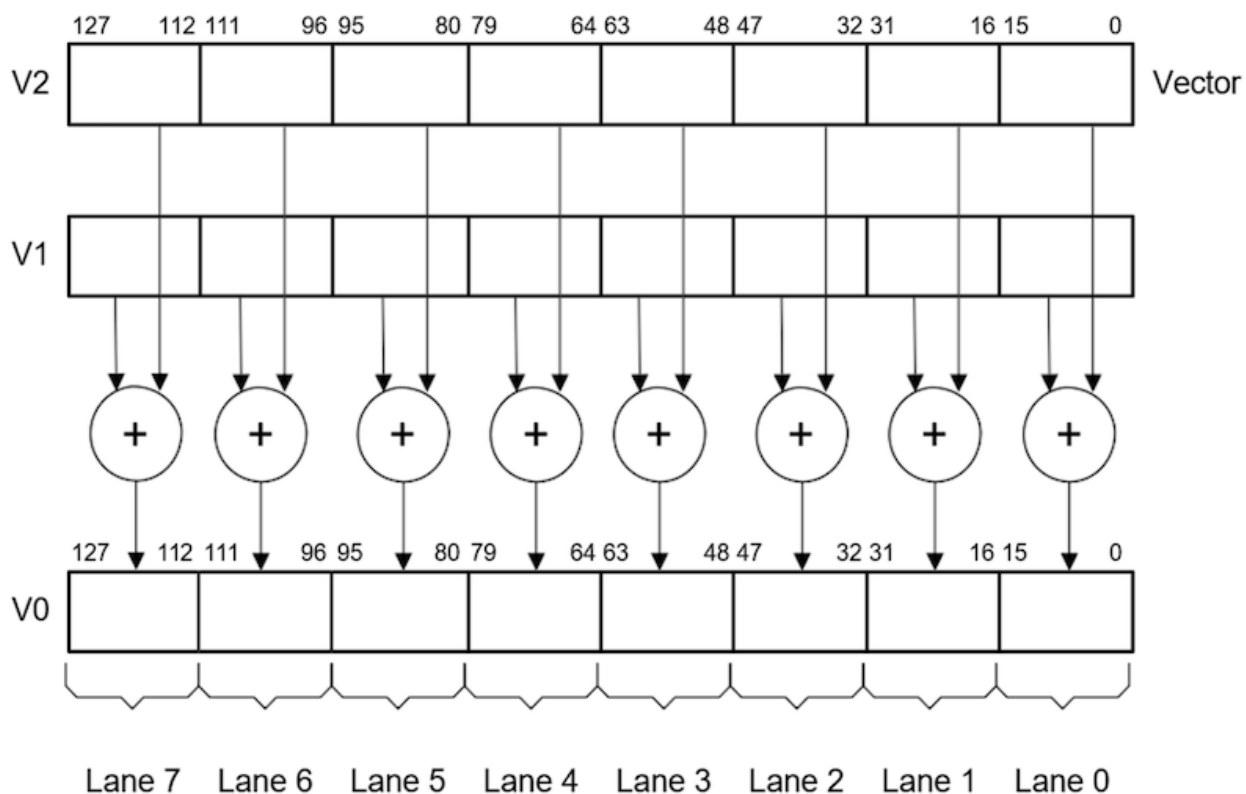 127 112 111 96 95 80 79 64 63 48 47 32 31 16 15 0
V2 Vector
V1
+ + + + + + + +
127 112 111 96 95 80 79 64 63 48 47 32 31 16 15 0
V0
Lane 7 Lane 6 Lane 5 Lane 4 Lane 3 Lane 2 Lane 1 Lane 0